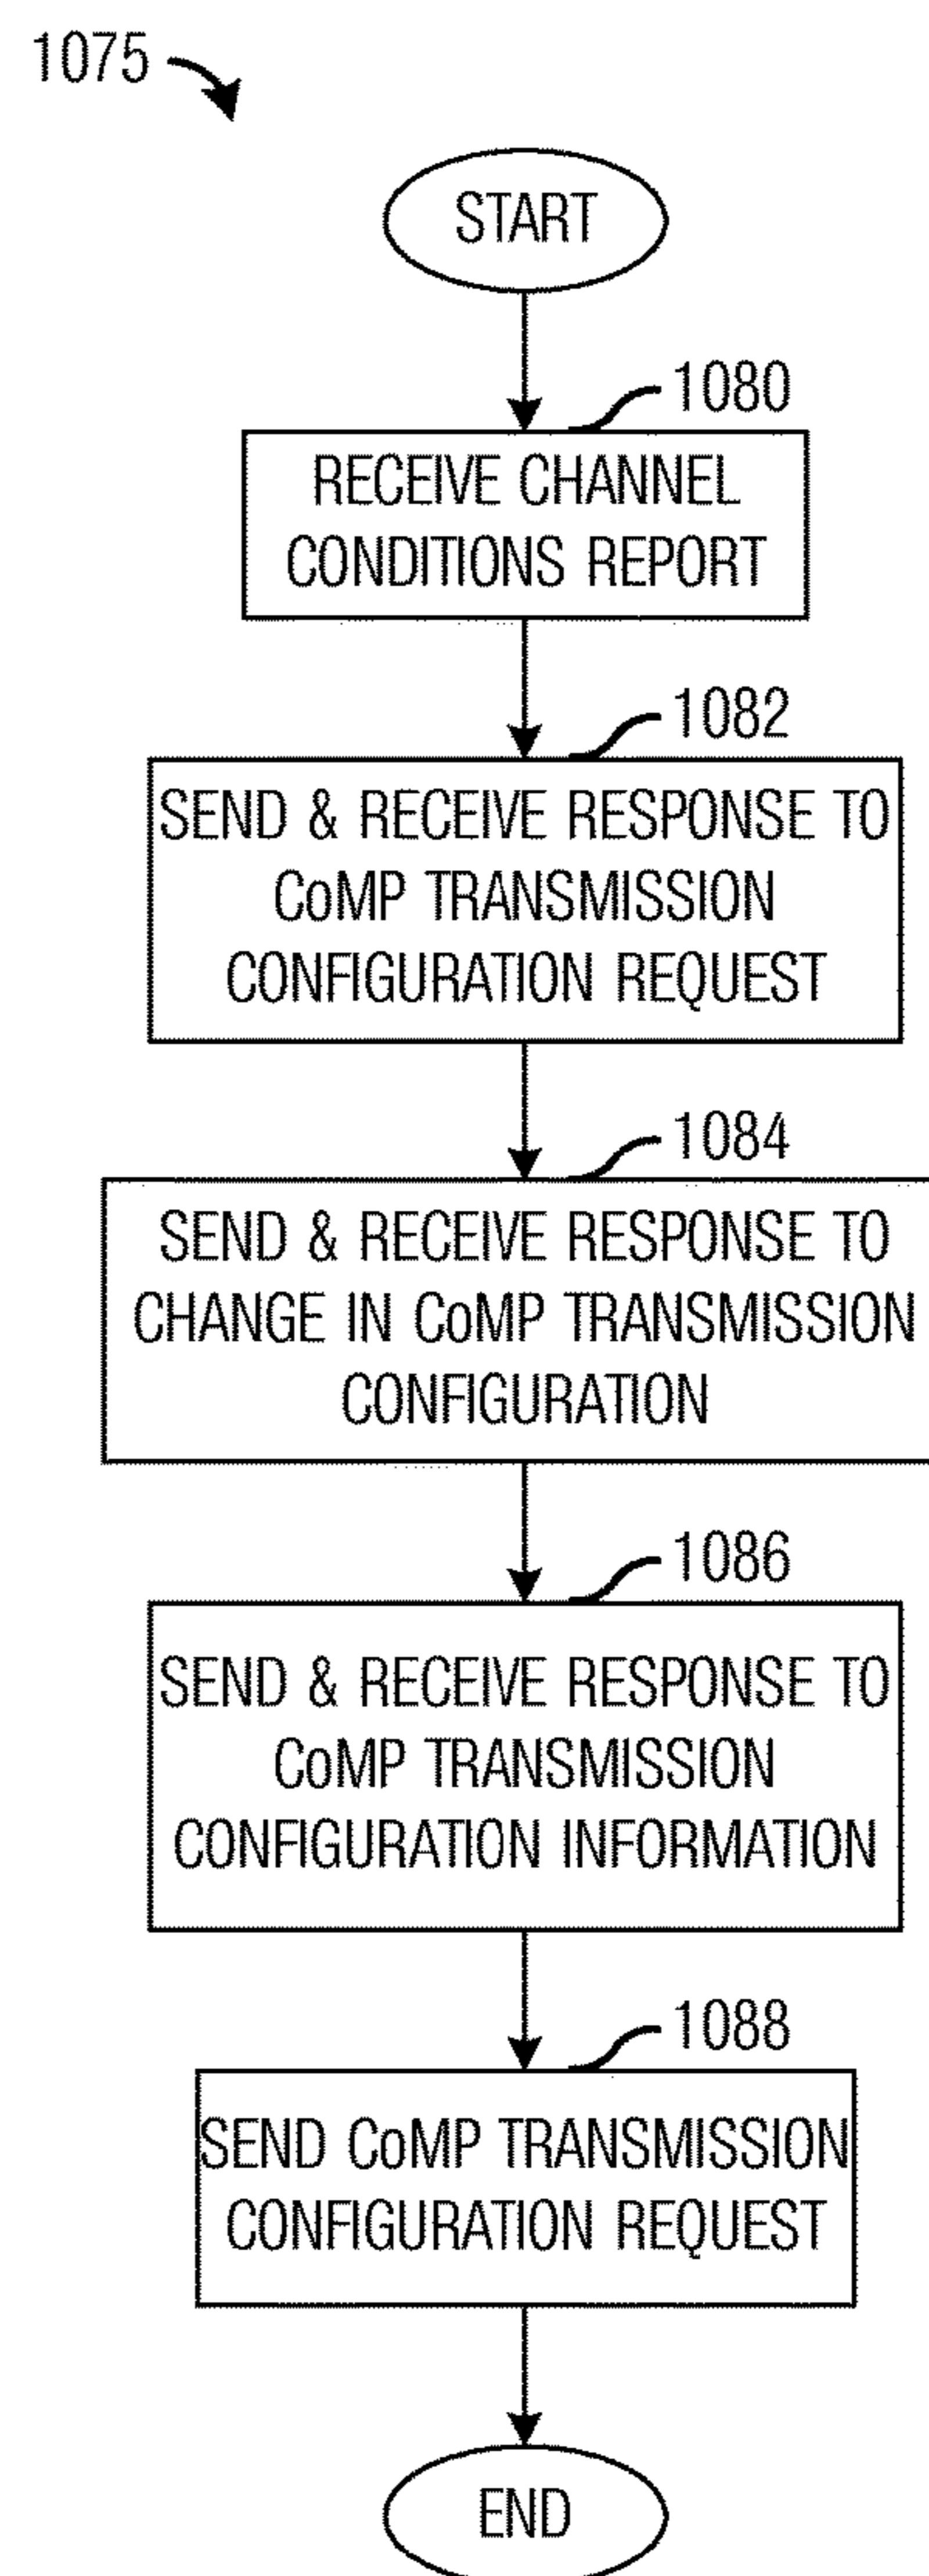 1075
START
1080
RECEIVE CHANNEL
CONDITIONS REPORT
1082
SEND & RECEIVE RESPONSE TO
CoMP TRANSMISSION
CONFIGURATION REQUEST
1084
SEND & RECEIVE RESPONSE TO
CHANGE IN CoMP TRANSMISSION
CONFIGURATION
1086
SEND & RECEIVE RESPONSE TO
CoMP TRANSMISSION
CONFIGURATION INFORMATION
1088
SEND CoMP TRANSMISSION
CONFIGURATION REQUEST
END